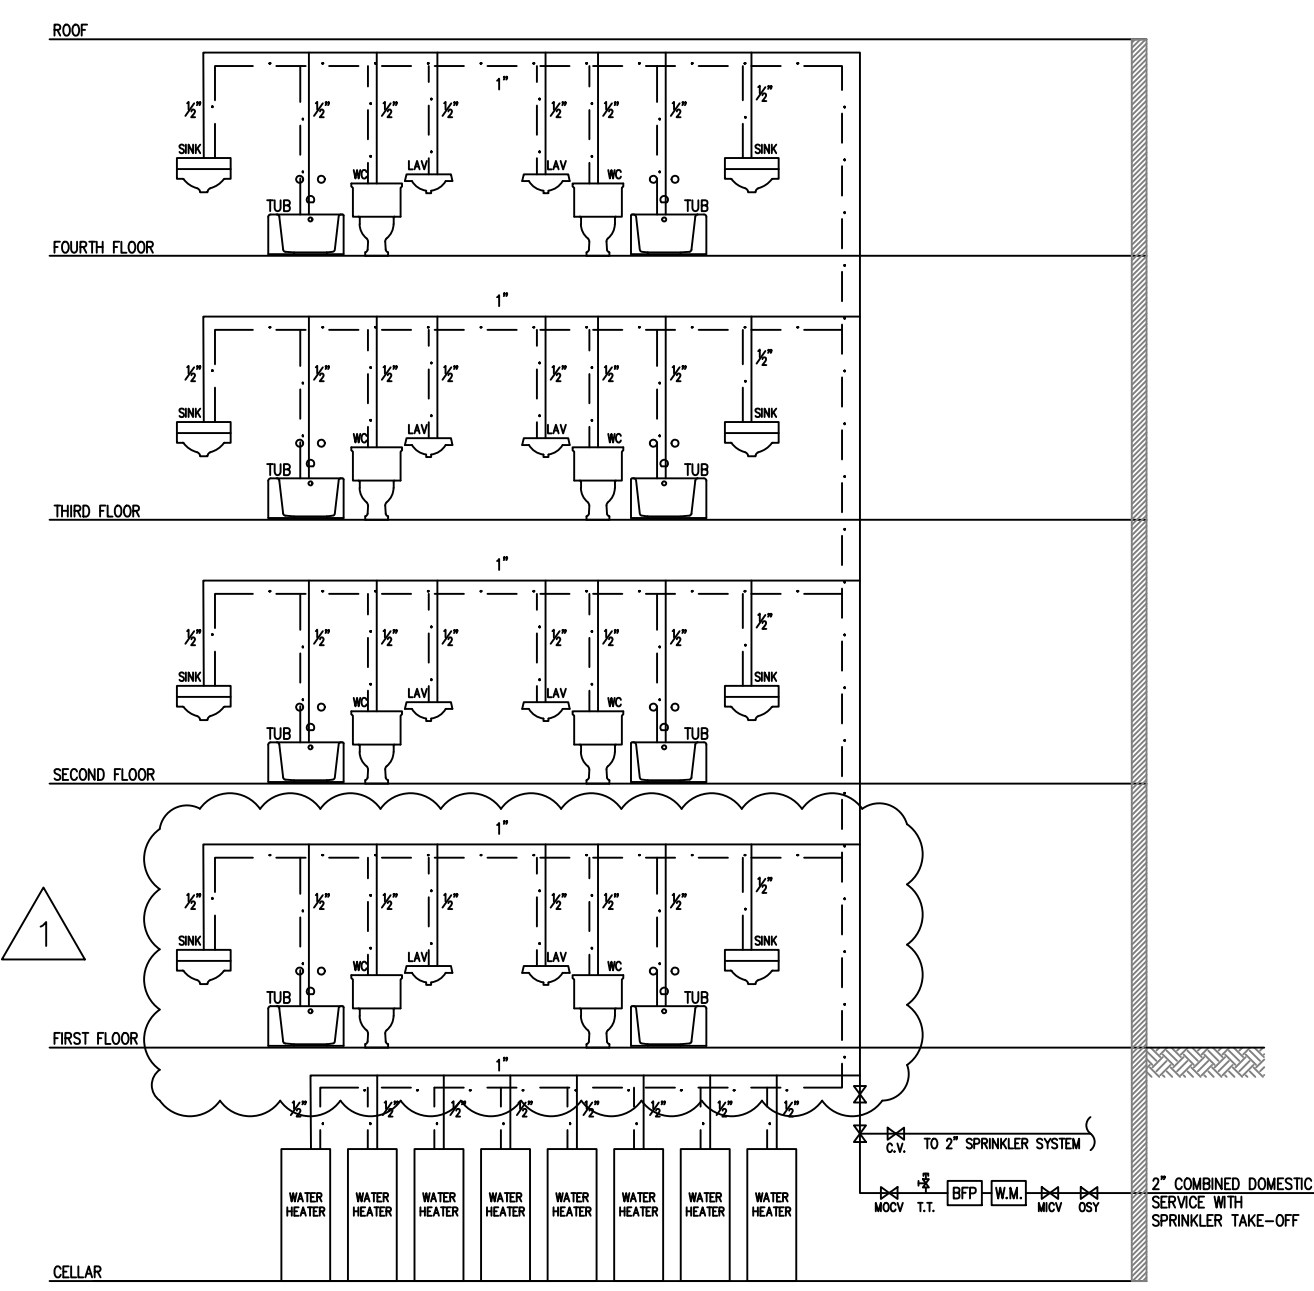 ROOF
1"
½" ½" ½" ½" ½" ½" ½" ½"
SINK TUB WC LAV LAV WC TUB SINK
FOURTH FLOOR
1"
½" ½" ½" ½" ½" ½" ½" ½"
SINK TUB WC LAV LAV WC TUB SINK
THIRD FLOOR
1"
½" ½" ½" ½" ½" ½" ½" ½"
SINK TUB WC LAV LAV WC TUB SINK
SECOND FLOOR
1"
½" ½" ½" ½" ½" ½" ½" ½"
1
SINK TUB WC LAV LAV WC TUB SINK
FIRST FLOOR
1"
½" ½" ½" ½" ½" ½" ½" ½"
C.V. TO 2" SPRINKLER SYSTEM
WATER HEATER
WATER HEATER
WATER HEATER
WATER HEATER
WATER HEATER
WATER HEATER
WATER HEATER
WATER HEATER
MOCV T.T. BFP W.M. MICV OSY
2" COMBINED DOMESTIC
SERVICE WITH
SPRINKLER TAKE-OFF
CELLAR